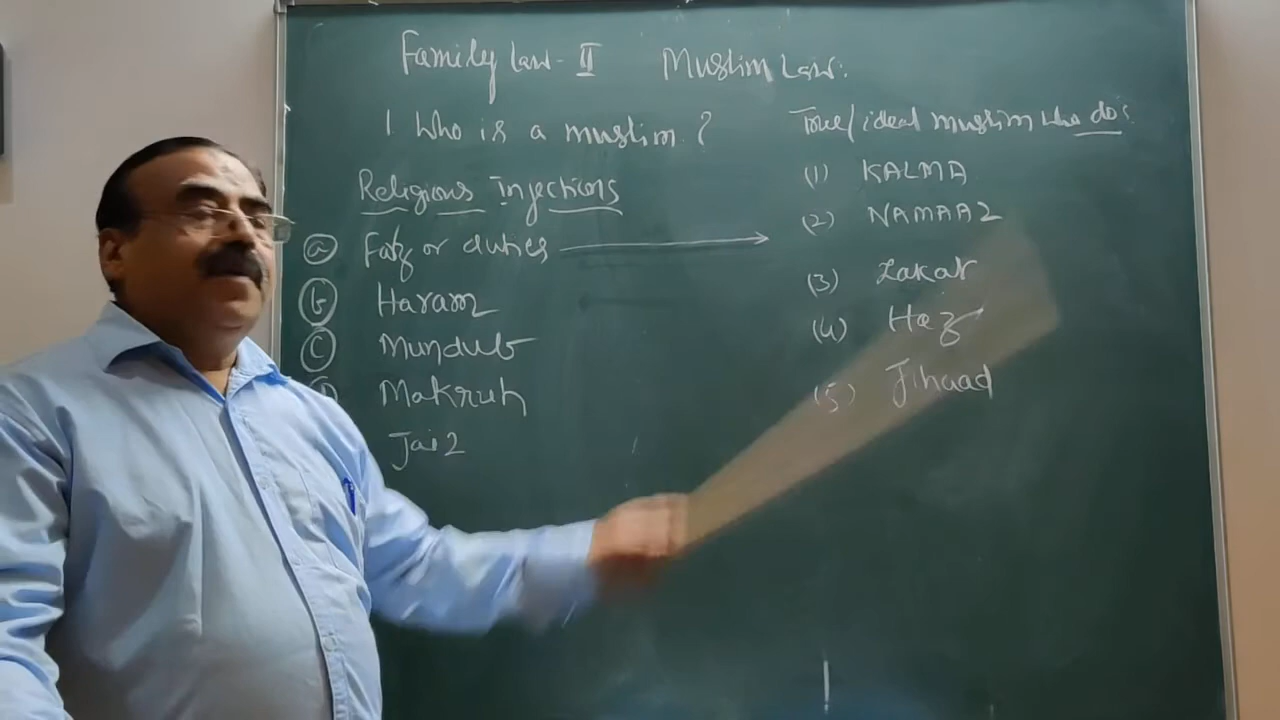 Family Law - II Muslim Law:
1. Who is a muslim ?
Religious Injections
(a) Farz or duties
(b) Haram
(c) Mundub
Makruh
Jaiz
True/ideal muslim who do:
(1) KALMA
(2) NAMAAZ
(3) Zakat
(4) Haz
(5) Jihaad